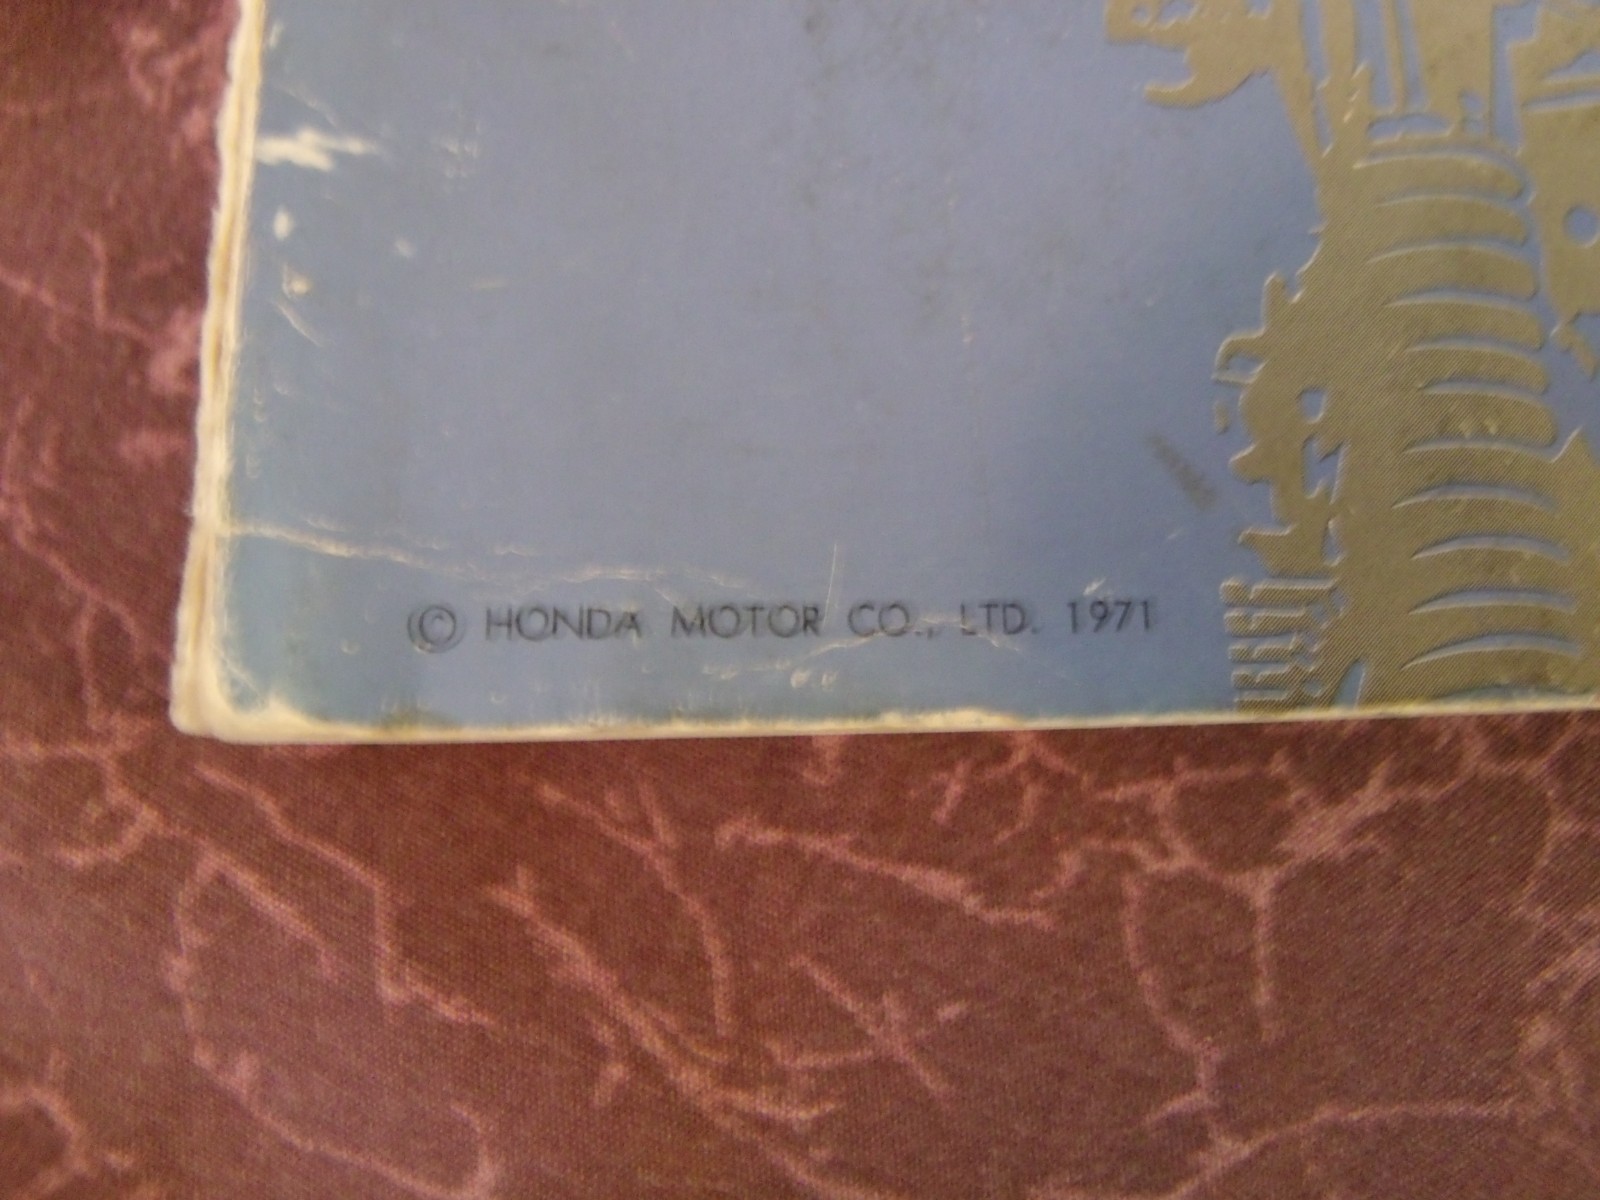 © HONDA MOTOR CO., LTD. 1971